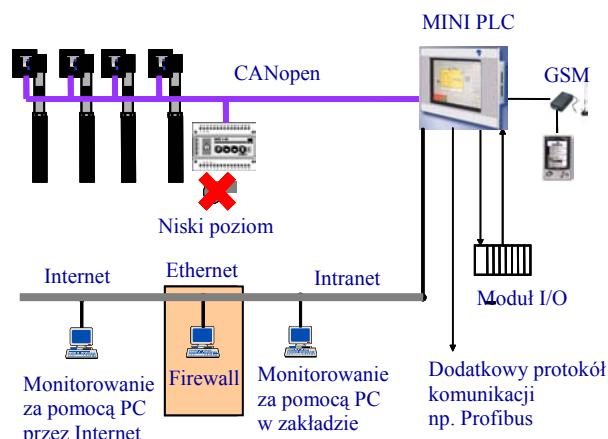 MINI PLC
CANopen
GSM
Niski poziom
Internet
Ethernet
Intranet
Moduł I/O
Firewall
Monitorowanie
za pomocą PC
przez Internet
Monitorowanie
za pomocą PC
w zakładzie
Dodatkowy protokół
komunikacji
np. Profibus